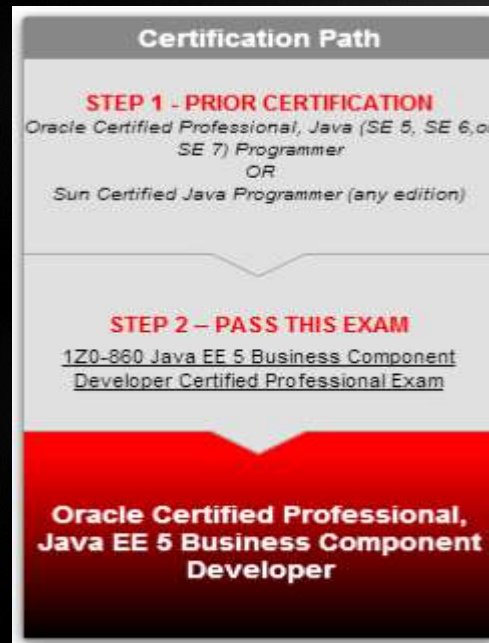 Certification Path
STEP 1 - PRIOR CERTIFICATION
Oracle Certified Professional, Java (SE 5, SE 6,or
SE 7) Programmer
OR
Sun Certified Java Programmer (any edition)
STEP 2 – PASS THIS EXAM
1Z0-860 Java EE 5 Business Component
Developer Certified Professional Exam
Oracle Certified Professional,
Java EE 5 Business Component
Developer